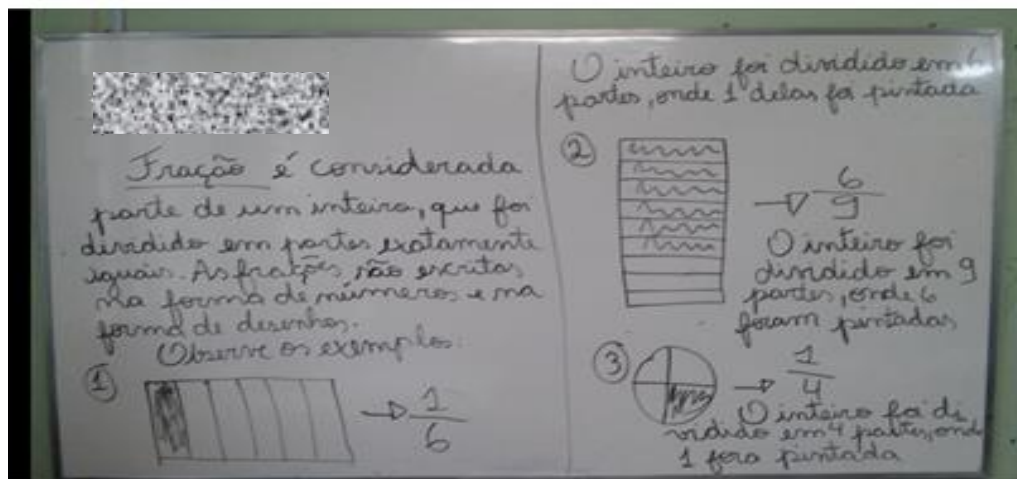 Fração é considerada
parte de um inteiro, que foi
dividido em partes exatamente
iguais. As frações são escritas
na forma de números e na
forma de desenhos.
Observe os exemplos:
1 → 1/6
O inteiro foi dividido em 6
partes, onde 1 delas foi pintada
2 → 6/9
O inteiro foi
dividido em 9
partes, onde 6
foram pintadas
3 → 1/4
O inteiro foi di
vidido em 4 partes, onde
1 fora pintada